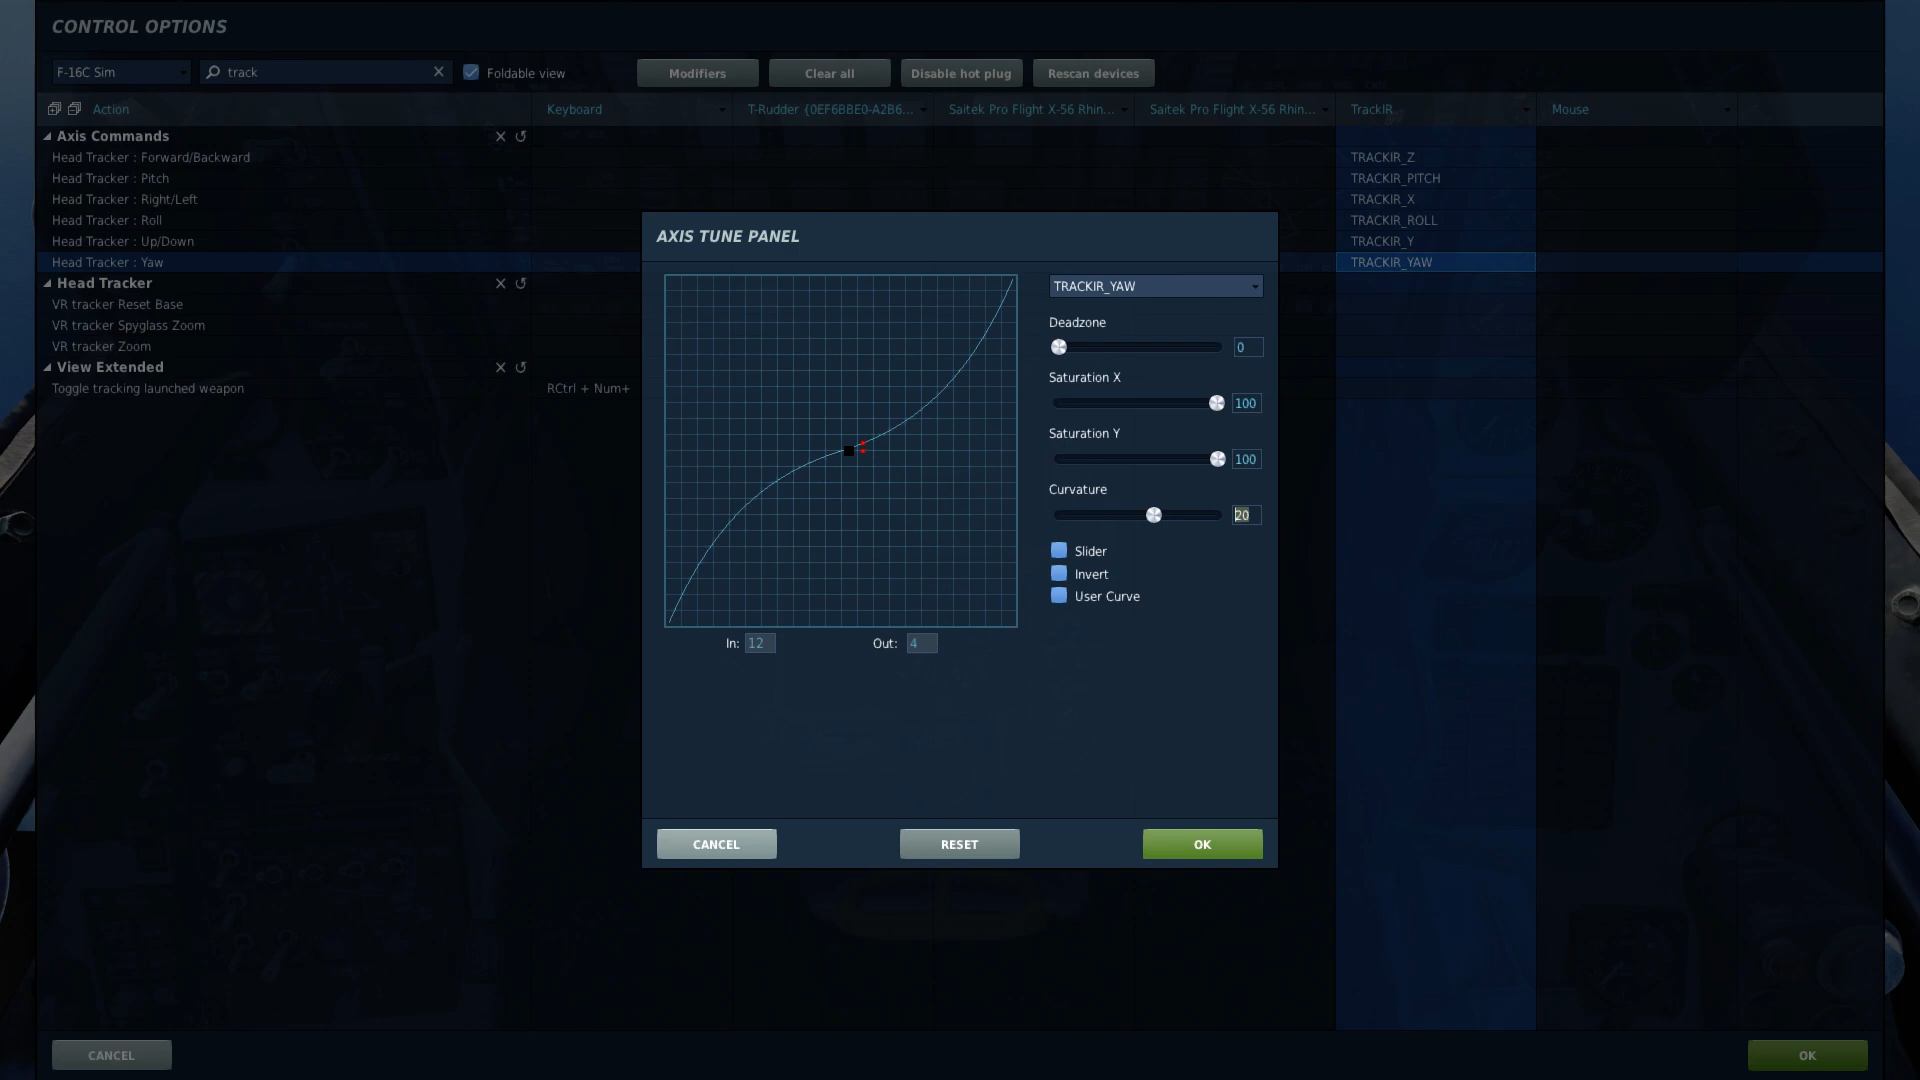 CONTROL OPTIONS
F-16C Sim
track
Foldable view
Modifiers
Clear all
Disable hot plug
Rescan devices
Action
Keyboard
T-Rudder {0EF6BBE0-A2B6...
Saitek Pro Flight X-56 Rhin...
Saitek Pro Flight X-56 Rhin...
TrackIR
Mouse
Axis Commands
Head Tracker : Forward/Backward
TRACKIR_Z
Head Tracker : Pitch
TRACKIR_PITCH
Head Tracker : Right/Left
TRACKIR_X
Head Tracker : Roll
TRACKIR_ROLL
Head Tracker : Up/Down
TRACKIR_Y
Head Tracker : Yaw
TRACKIR_YAW
Head Tracker
VR tracker Reset Base
VR tracker Spyglass Zoom
VR tracker Zoom
View Extended
Toggle tracking launched weapon
RCtrl + Num+
AXIS TUNE PANEL
TRACKIR_YAW
Deadzone
0
Saturation X
100
Saturation Y
100
Curvature
20
Slider
Invert
User Curve
In: 12
Out: 4
CANCEL
RESET
OK
CANCEL
OK